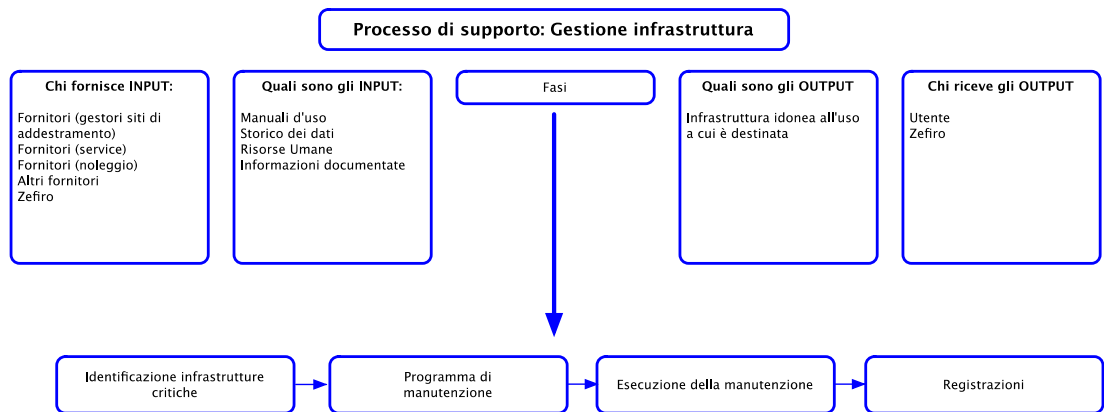 Processo di supporto: Gestione infrastruttura
Chi fornisce INPUT:
Fornitori (gestori siti di
addestramento)
Fornitori (service)
Fornitori (noleggio)
Altri fornitori
Zefiro
Quali sono gli INPUT:
Manuali d'uso
Storico dei dati
Risorse Umane
Informazioni documentate
Fasi
Quali sono gli OUTPUT
Infrastruttura idonea all'uso
a cui è destinata
Chi riceve gli OUTPUT
Utente
Zefiro
Identificazione infrastrutture
critiche
Programma di
manutenzione
Esecuzione della manutenzione
Registrazioni